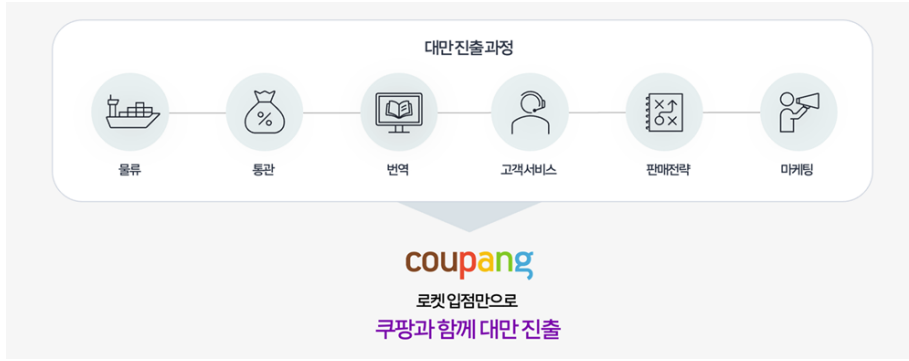 대만 진출 과정
물류
통관
번역
고객 서비스
판매전략
마케팅
coupang
로켓 입점만으로
쿠팡과 함께 대만 진출